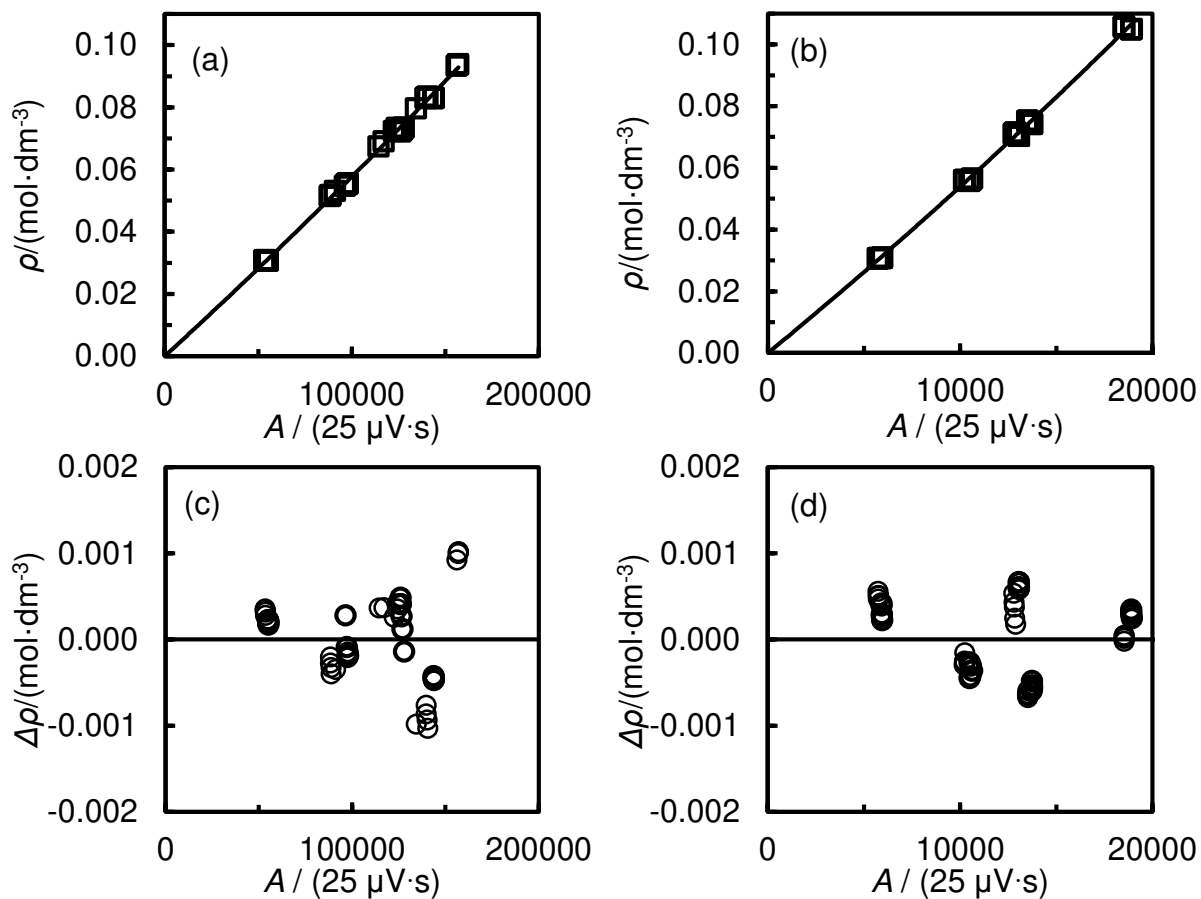 (a)
0.10
0.08
0.06
0.04
0.02
0.00
ρ/(mol·dm⁻³)
0
100000
200000
A / (25 µV·s)
(b)
0.10
0.08
0.06
0.04
0.02
0.00
ρ/(mol·dm⁻³)
0
10000
20000
A / (25 µV·s)
(c)
0.002
0.001
0.000
-0.001
-0.002
Δρ/(mol·dm⁻³)
0
100000
200000
A / (25 µV·s)
(d)
0.002
0.001
0.000
-0.001
-0.002
Δρ/(mol·dm⁻³)
0
10000
20000
A / (25 µV·s)